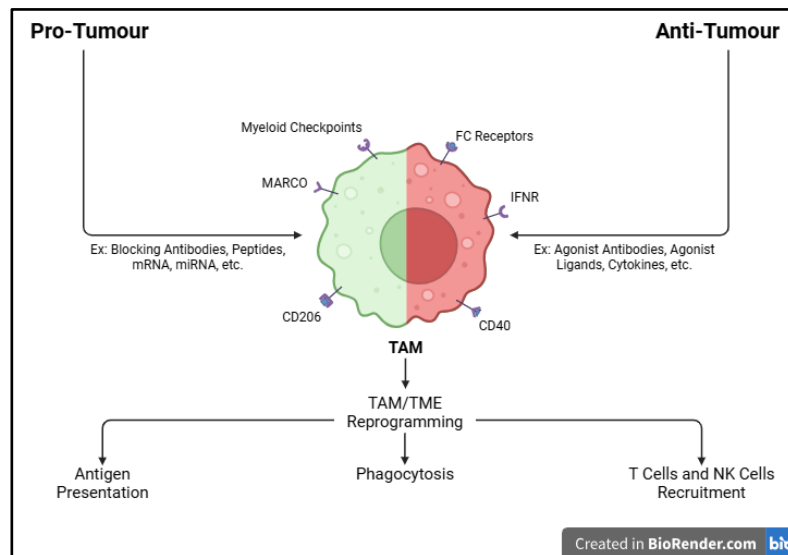 Pro-Tumour
Anti-Tumour
Myeloid Checkpoints
FC Receptors
MARCO
IFNR
Ex: Blocking Antibodies, Peptides,
mRNA, miRNA, etc.
Ex: Agonist Antibodies, Agonist
Ligands, Cytokines, etc.
CD206
CD40
TAM
TAM/TME
Reprogramming
Antigen
Presentation
Phagocytosis
T Cells and NK Cells
Recruitment
Created in BioRender.com bio